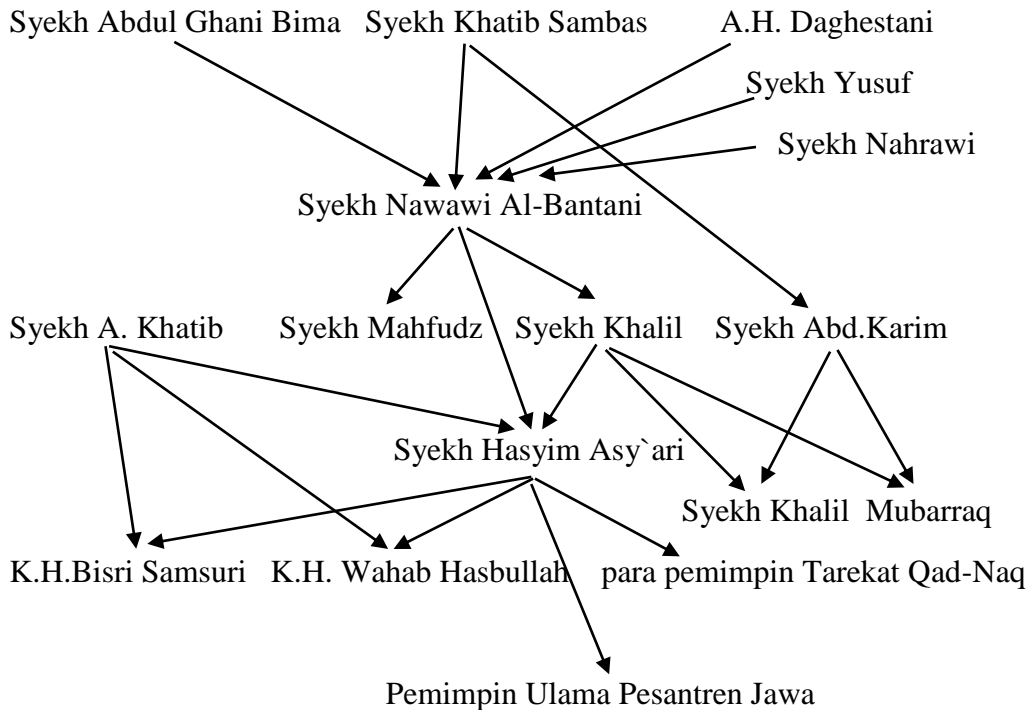 Syekh Abdul Ghani Bima Syekh Khatib Sambas A.H. Daghestani
Syekh Yusuf
Syekh Nahrawi
Syekh Nawawi Al-Bantani
Syekh A. Khatib Syekh Mahfudz Syekh Khalil Syekh Abd.Karim
Syekh Hasyim Asy`ari
Syekh Khalil Mubarraq
K.H.Bisri Samsuri K.H. Wahab Hasbullah para pemimpin Tarekat Qad-Naq
Pemimpin Ulama Pesantren Jawa